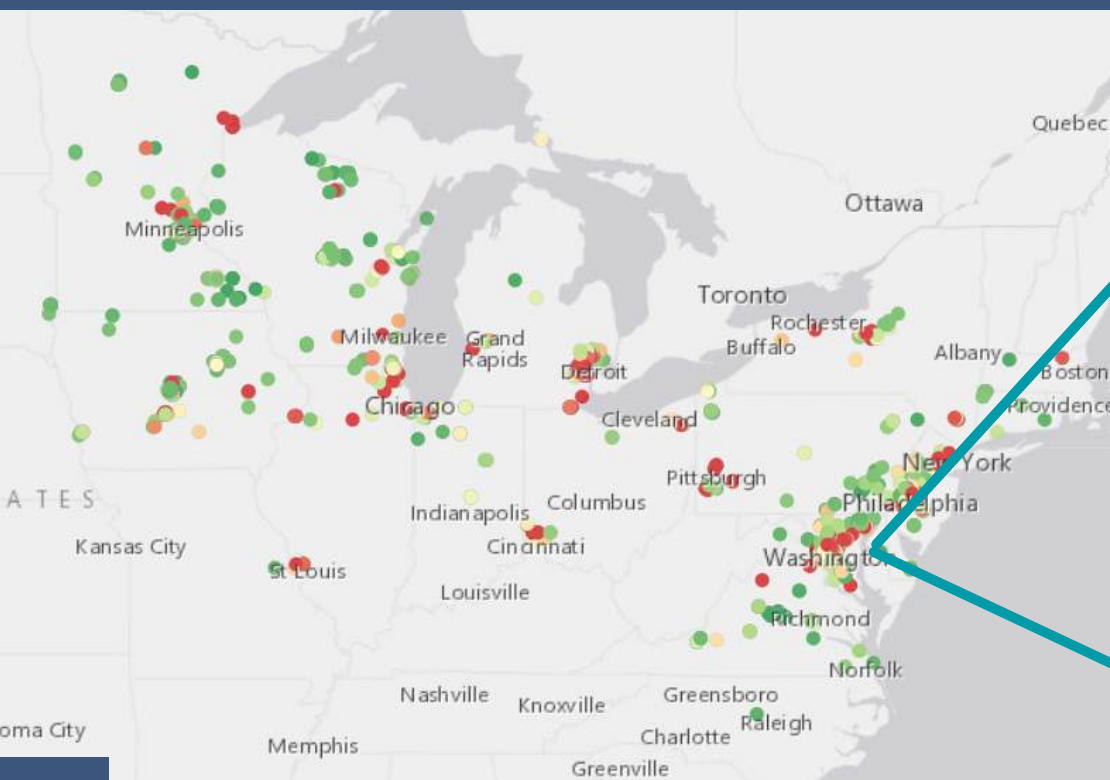 Quebec
Ottawa
Minneapolis
Toronto
Rochester
Milwaukee
Grand
Rapids
Buffalo
Albany
Boston
Detroit
Chicago
Cleveland
Providence
New York
Pittsburgh
ATES
Indianapolis
Columbus
Philadelphia
Kansas City
Cincinnati
Washington
St Louis
Louisville
Richmond
Norfolk
Nashville
Knoxville
Greensboro
oma City
Raleigh
Memphis
Charlotte
Greenville